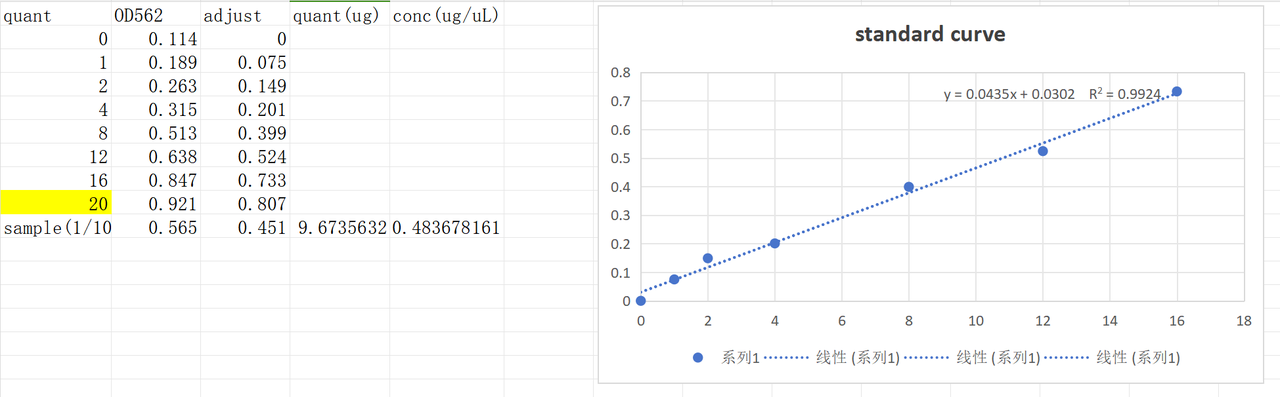 quant OD562 adjust quant(ug) conc(ug/uL)
0 0.114 0
1 0.189 0.075
2 0.263 0.149
4 0.315 0.201
8 0.513 0.399
12 0.638 0.524
16 0.847 0.733
20 0.921 0.807
sample(1/10 0.565 0.451 9.6735632 0.483678161
standard curve
0.8
0.7
0.6
0.5
0.4
0.3
0.2
0.1
0
y = 0.0435x + 0.0302 R² = 0.9924
0 2 4 6 8 10 12 14 16 18
系列1 线性 (系列1) 线性 (系列1) 线性 (系列1)